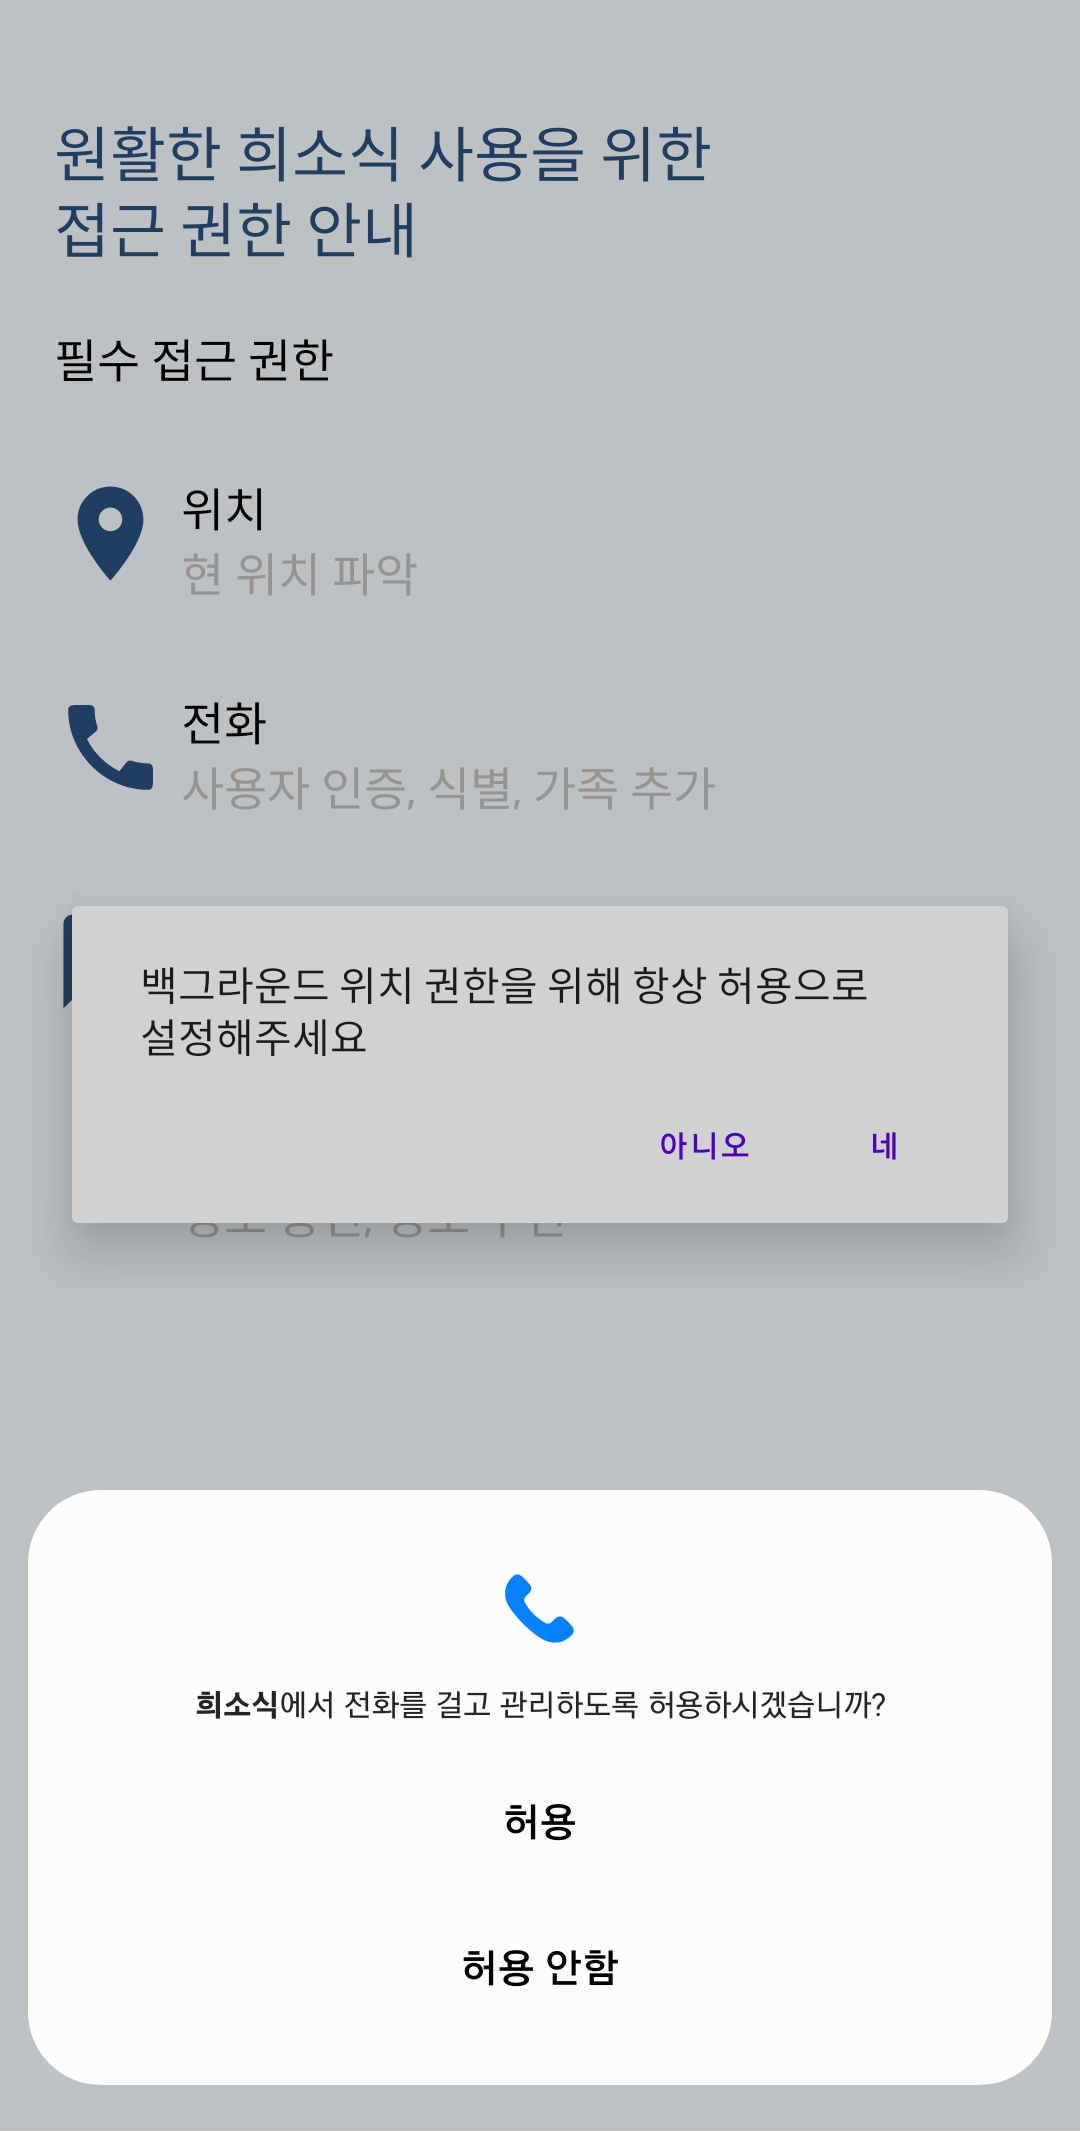 원활한 희소식 사용을 위한
접근 권한 안내
필수 접근 권한
위치
현 위치 파악
전화
사용자 인증, 식별, 가족 추가
백그라운드 위치 권한을 위해 항상 허용으로
설정해주세요
아니오 네
희소식에서 전화를 걸고 관리하도록 허용하시겠습니까?
허용
허용 안함